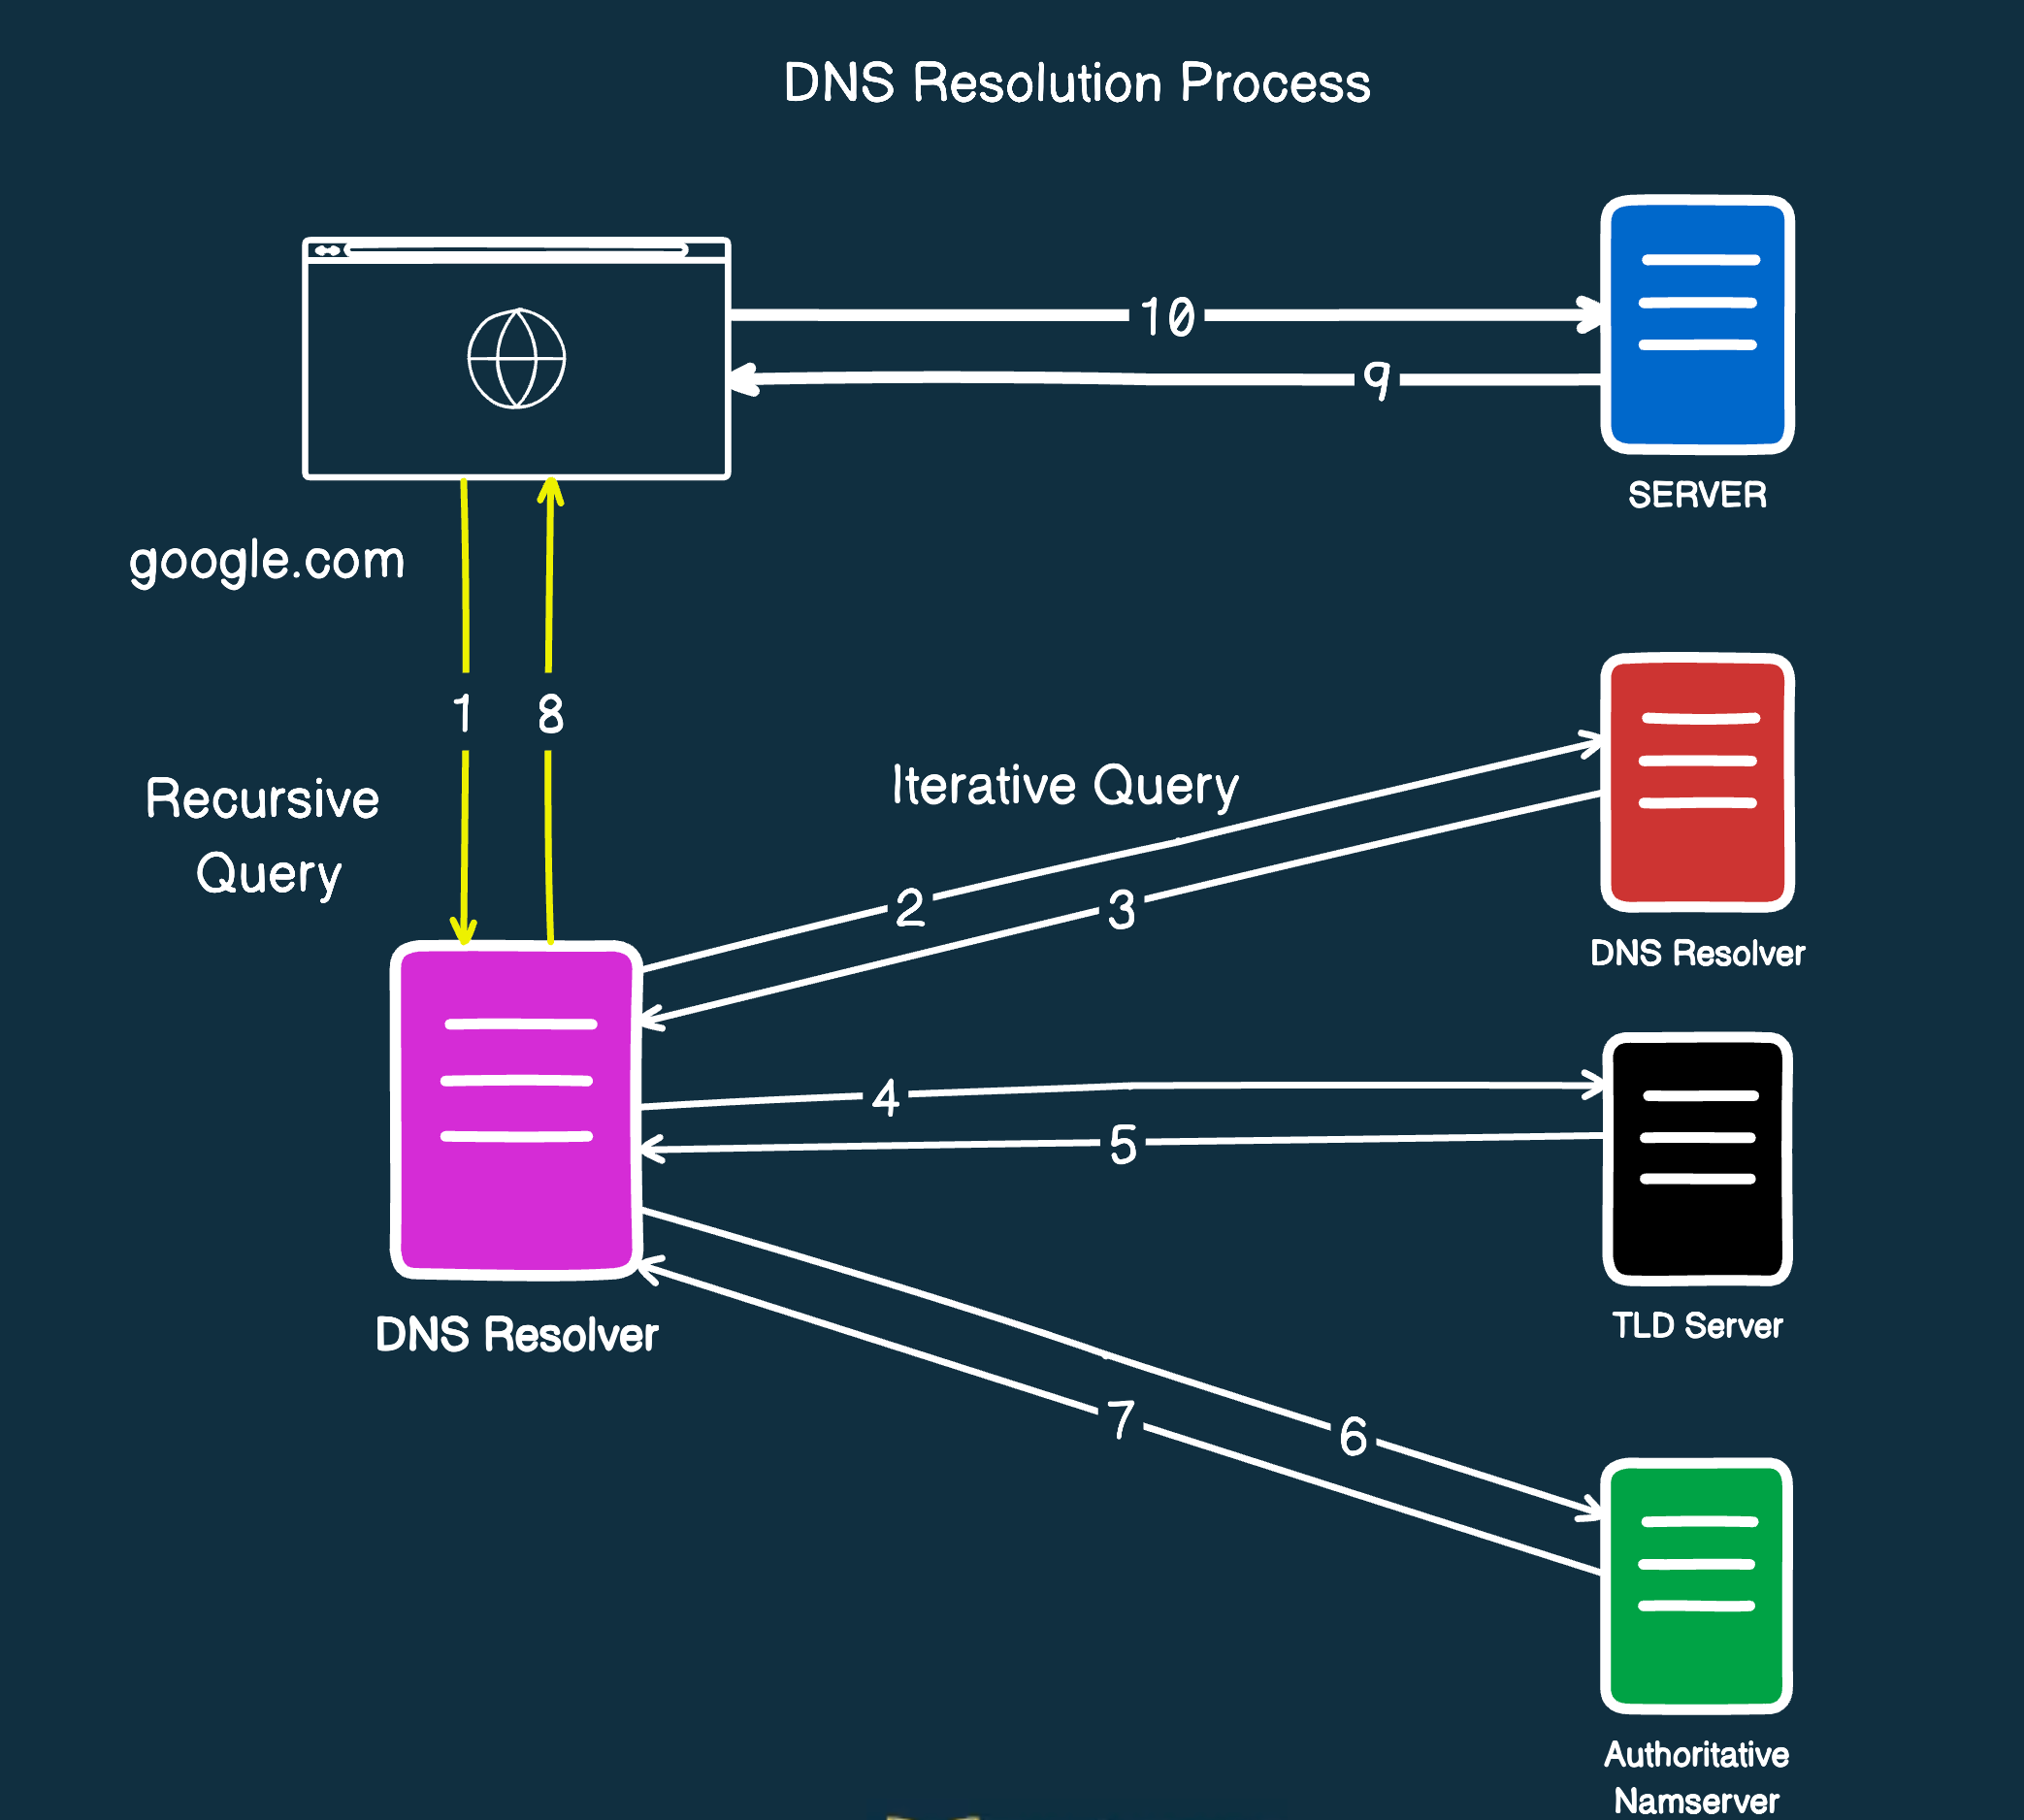 DNS Resolution Process
10
9
SERVER
google.com
1
8
Recursive
Query
Iterative Query
2
3
DNS Resolver
4
5
TLD Server
DNS Resolver
6
7
Authoritative
Namserver